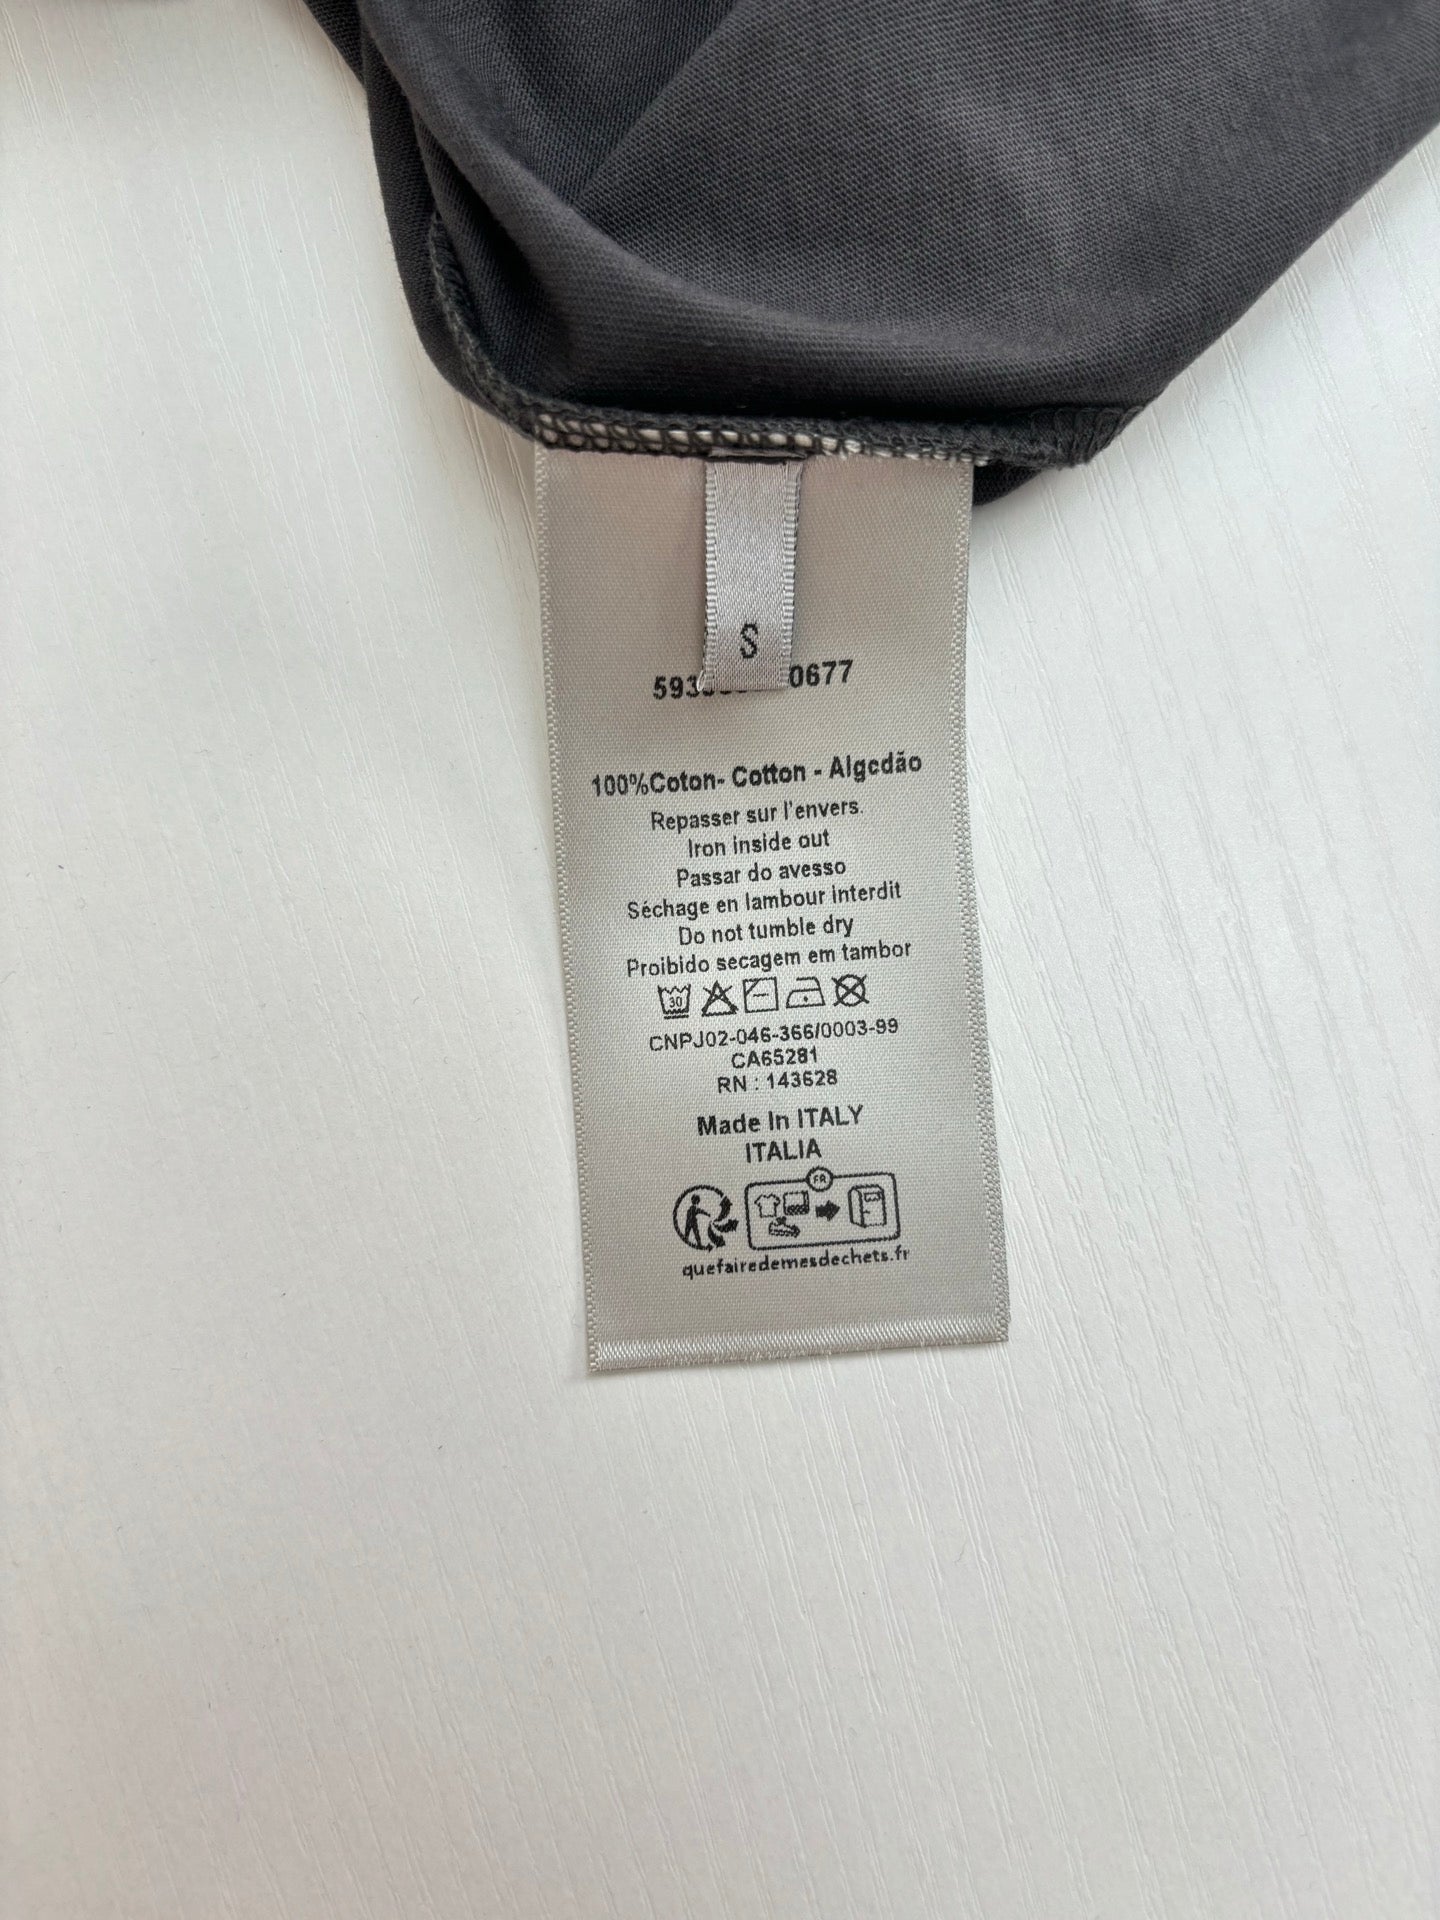 S
0677
100%Coton- Cotton - Algcdão
Repasser sur l'envers.
Iron inside out
Passar do avesso
Séchage en lambour interdit
Do not tumble dry
Proibido secagem em tambor
30
CNPJ02-046-366/0003-99
CA65281
RN : 143628
Made In ITALY
ITALIA
FR
quefairedemesdechets.fr